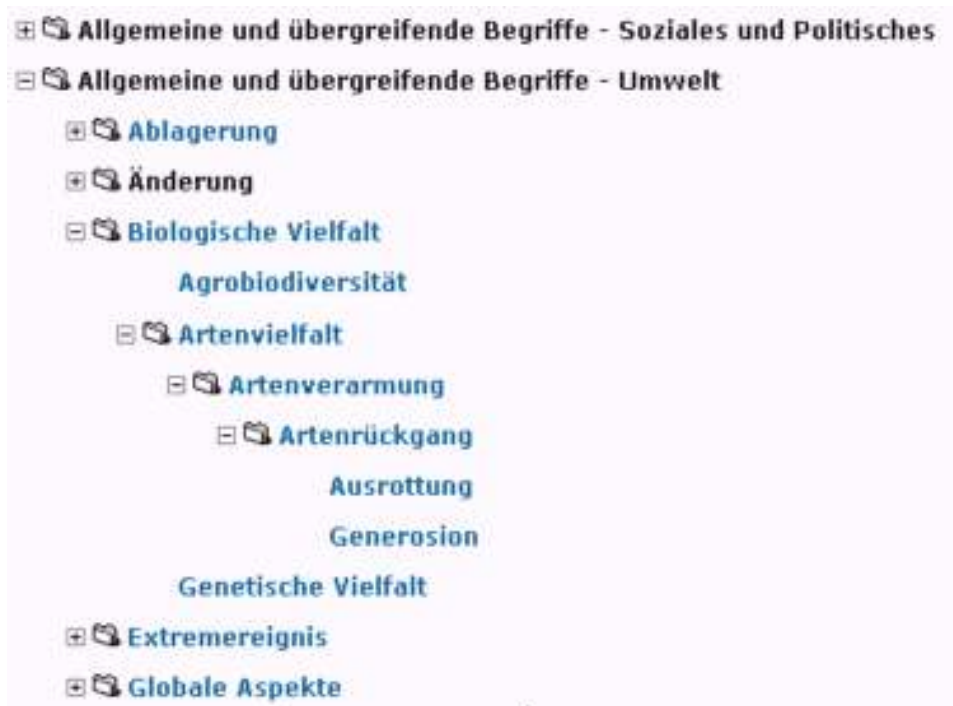 Allgemeine und übergreifende Begriffe - Soziales und Politisches
Allgemeine und übergreifende Begriffe - Umwelt
Ablagerung
Änderung
Biologische Vielfalt
Agrobiodiversität
Artenvielfalt
Artenverarmung
Artenrückgang
Ausrottung
Generosion
Genetische Vielfalt
Extremereignis
Globale Aspekte